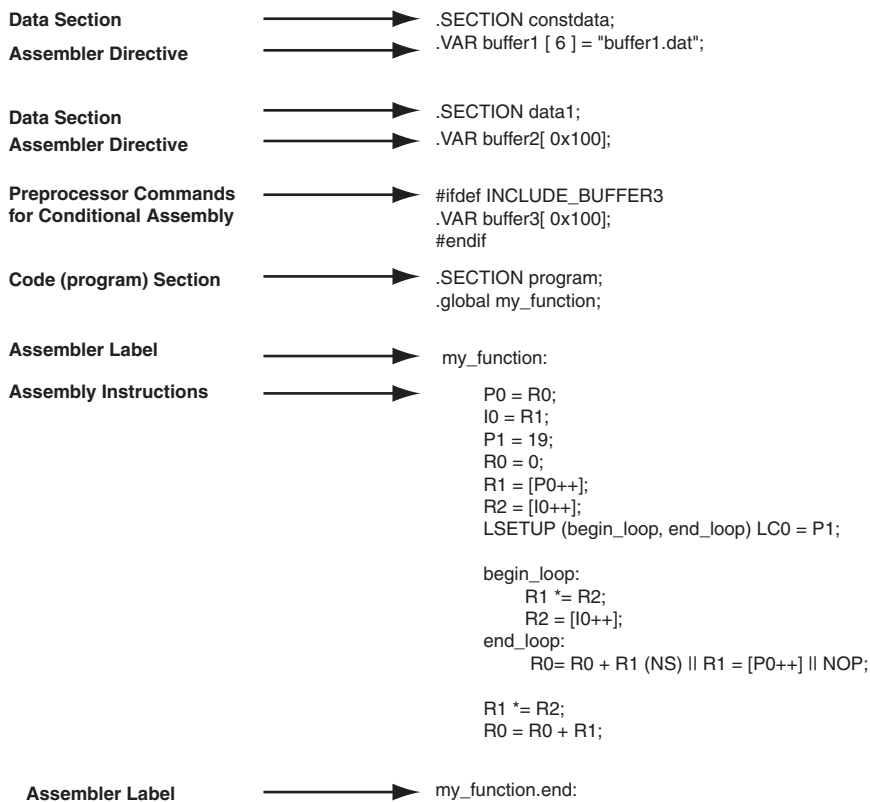 Data Section .SECTION constdata;
Assembler Directive .VAR buffer1 [ 6 ] = "buffer1.dat";
Data Section .SECTION data1;
Assembler Directive .VAR buffer2[ 0x100];
Preprocessor Commands #ifdef INCLUDE_BUFFER3
for Conditional Assembly .VAR buffer3[ 0x100];
#endif
Code (program) Section .SECTION program;
.global my_function;
Assembler Label my_function:
Assembly Instructions P0 = R0;
I0 = R1;
P1 = 19;
R0 = 0;
R1 = [P0++];
R2 = [I0++];
LSETUP (begin_loop, end_loop) LC0 = P1;
begin_loop:
R1 *= R2;
R2 = [I0++];
end_loop:
R0= R0 + R1 (NS) || R1 = [P0++] || NOP;
R1 *= R2;
R0 = R0 + R1;
Assembler Label my_function.end: